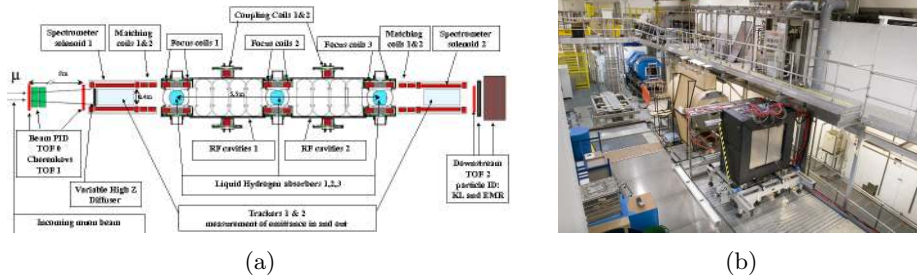 Coupling Coils 1&2
Spectrometer
solenoid 1
Matching
coils 1&2
Focus coils 1
Focus coils 2
Focus coils 3
Matching
coils 1&2
Spectrometer
solenoid 2
μ
Beam PID
TOF 0
Cherenkovs
TOF 1
RF cavities 1
RF cavities 2
Downstream
TOF 2
particle ID:
KL and EMR
Variable High Z
Diffuser
Liquid Hydrogen absorbers 1,2,3
Incoming muon beam
Trackers 1 & 2
measurement of emittance in and out
(a)
(b)